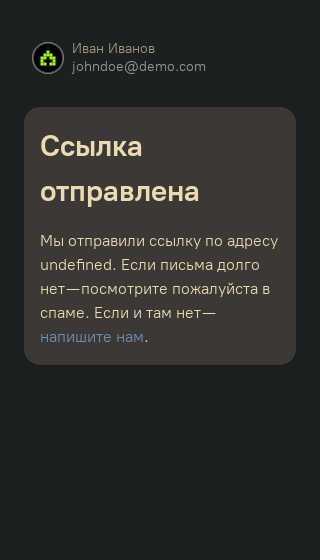 Иван Иванов
johndoe@demo.com
Ссылка
отправлена
Мы отправили ссылку по адресу
undefined. Если письма долго
нет—посмотрите пожалуйста в
спаме. Если и там нет—
напишите нам.